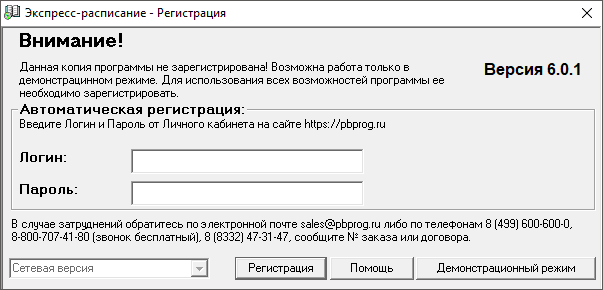 Экспресс-расписание - Регистрация
Внимание!
Данная копия программы не зарегистрирована! Возможна работа только в
демонстрацинном режиме. Для использования всех возможностей программы ее
необходимо зарегистрировать.
Версия 6.0.1
Автоматическая регистрация:
Введите Логин и Пароль от Личного кабинета на сайте https://pbprog.ru
Логин:
Пароль:
В случае затруднений обратитесь по электронной почте sales@pbprog.ru либо по телефонам 8 (499) 600-600-0,
8-800-707-41-80 (звонок бесплатный), 8 (8332) 47-31-47, сообщите № заказа или договора.
Сетевая версия
Регистрация
Помощь
Демонстрационный режим